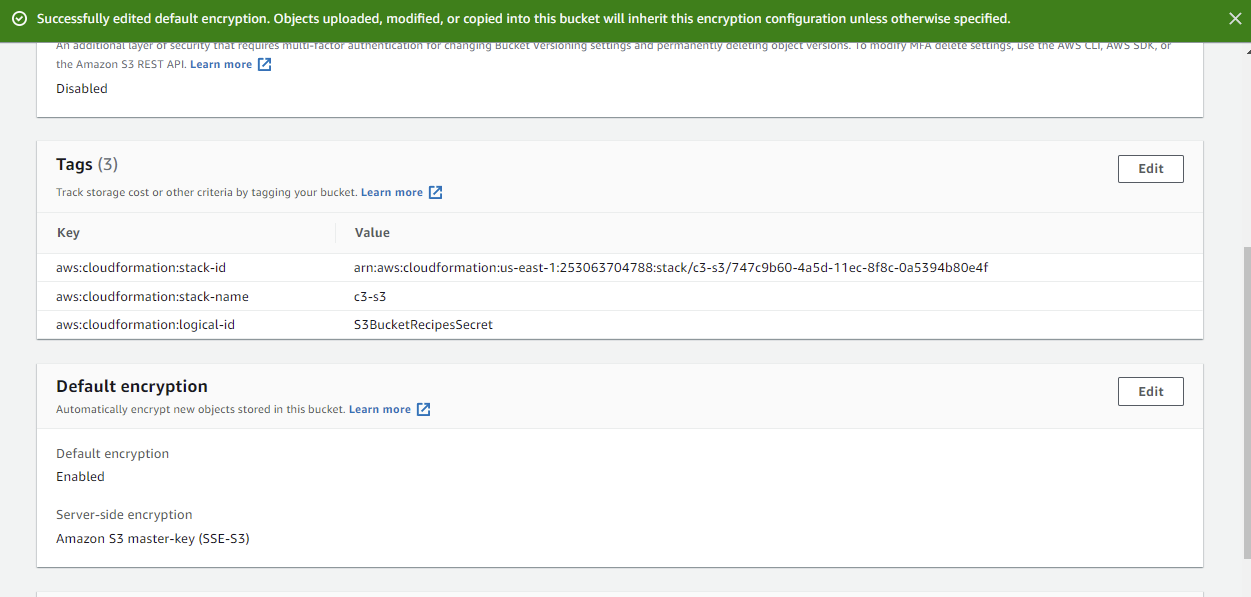 Successfully edited default encryption. Objects uploaded, modified, or copied into this bucket will inherit this encryption configuration unless otherwise specified.
An additional layer of security that requires multi-factor authentication for changing Bucket Versioning settings and permanently deleting object versions. To modify MFA delete settings, use the AWS CLI, AWS SDK, or
the Amazon S3 REST API. Learn more
Disabled
Tags (3)
Edit
Track storage cost or other criteria by tagging your bucket. Learn more
Key Value
aws:cloudformation:stack-id arn:aws:cloudformation:us-east-1:253063704788:stack/c3-s3/747c9b60-4a5d-11ec-8f8c-0a5394b80e4f
aws:cloudformation:stack-name c3-s3
aws:cloudformation:logical-id S3BucketRecipesSecret
Default encryption
Edit
Automatically encrypt new objects stored in this bucket. Learn more
Default encryption
Enabled
Server-side encryption
Amazon S3 master-key (SSE-S3)